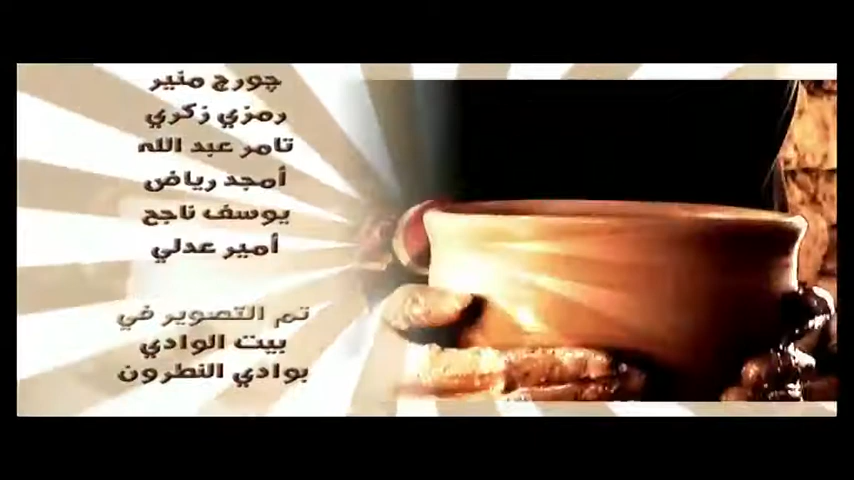 جورج منير
رمزي زكري
تامر عبد الله
أمجد رياض
يوسف ناجح
أمير عدلي
تم التصوير في
بيت الوادي
بوادي النطرون